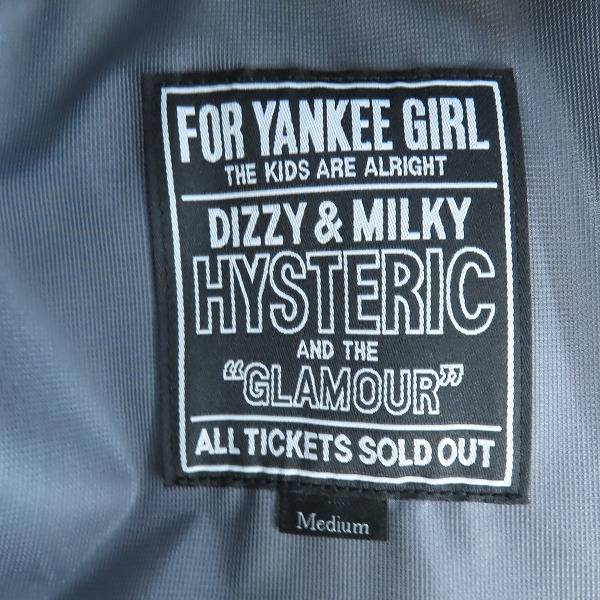 FOR YANKEE GIRL
THE KIDS ARE ALRIGHT
DIZZY & MILKY
HYSTERIC
AND THE
"GLAMOUR"
ALL TICKETS SOLD OUT
Medium